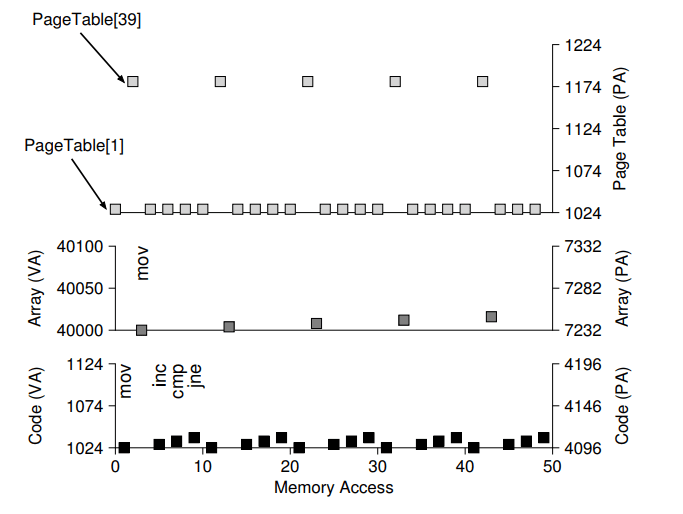 PageTable[39]
PageTable[1]
1224
1174
1124
1074
1024
Page Table (PA)
40100
40050
40000
Array (VA)
mov
7332
7282
7232
Array (PA)
1124
1074
1024
Code (VA)
mov
inc
cmp
jne
4196
4146
4096
Code (PA)
0 10 20 30 40 50
Memory Access